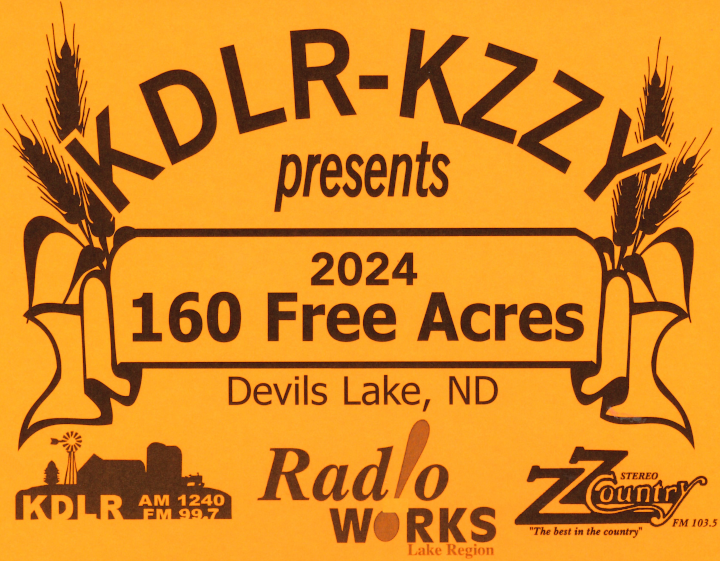 KDLR-KZZY
presents
2024
160 Free Acres
Devils Lake, ND
KDLR AM 1240
FM 99.7
Radio
WORKS
Lake Region
ZZ Country
STEREO
FM 103.5
"The best in the country"